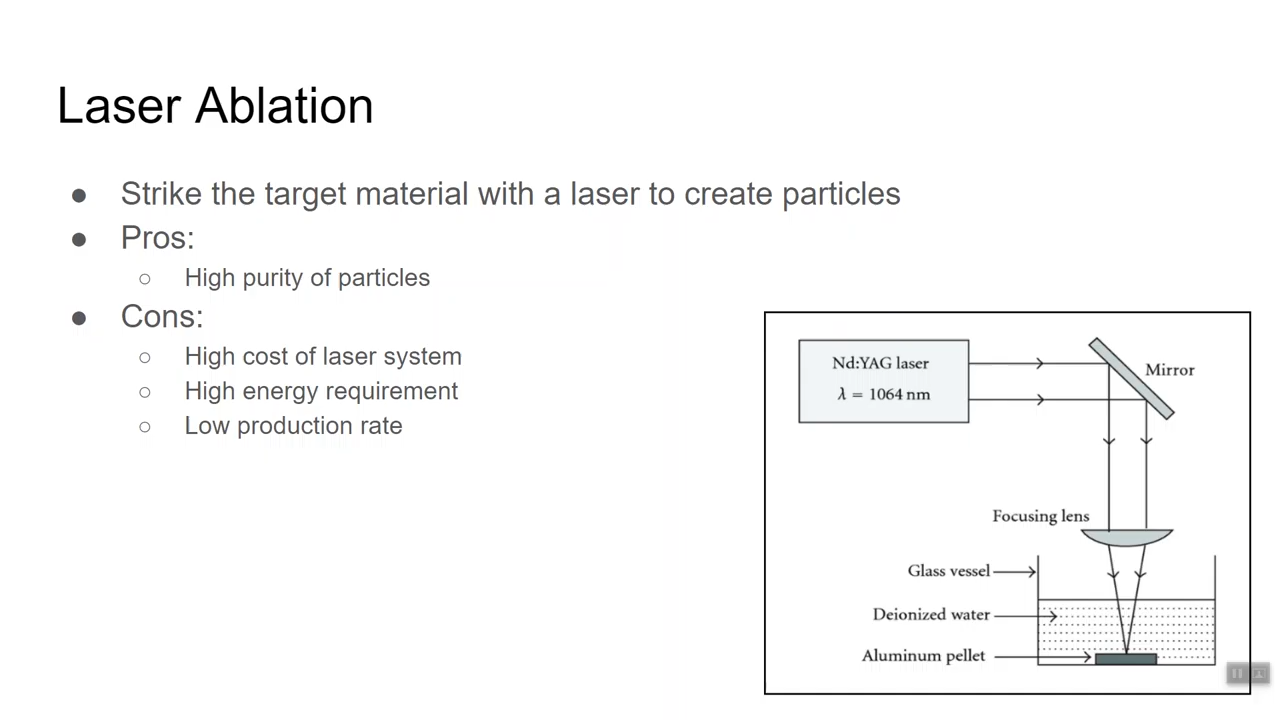 Laser Ablation
● Strike the target material with a laser to create particles
● Pros:
○ High purity of particles
● Cons:
○ High cost of laser system
○ High energy requirement
○ Low production rate
Nd:YAG laser
λ = 1064 nm
Mirror
Focusing lens
Glass vessel
Deionized water
Aluminum pellet